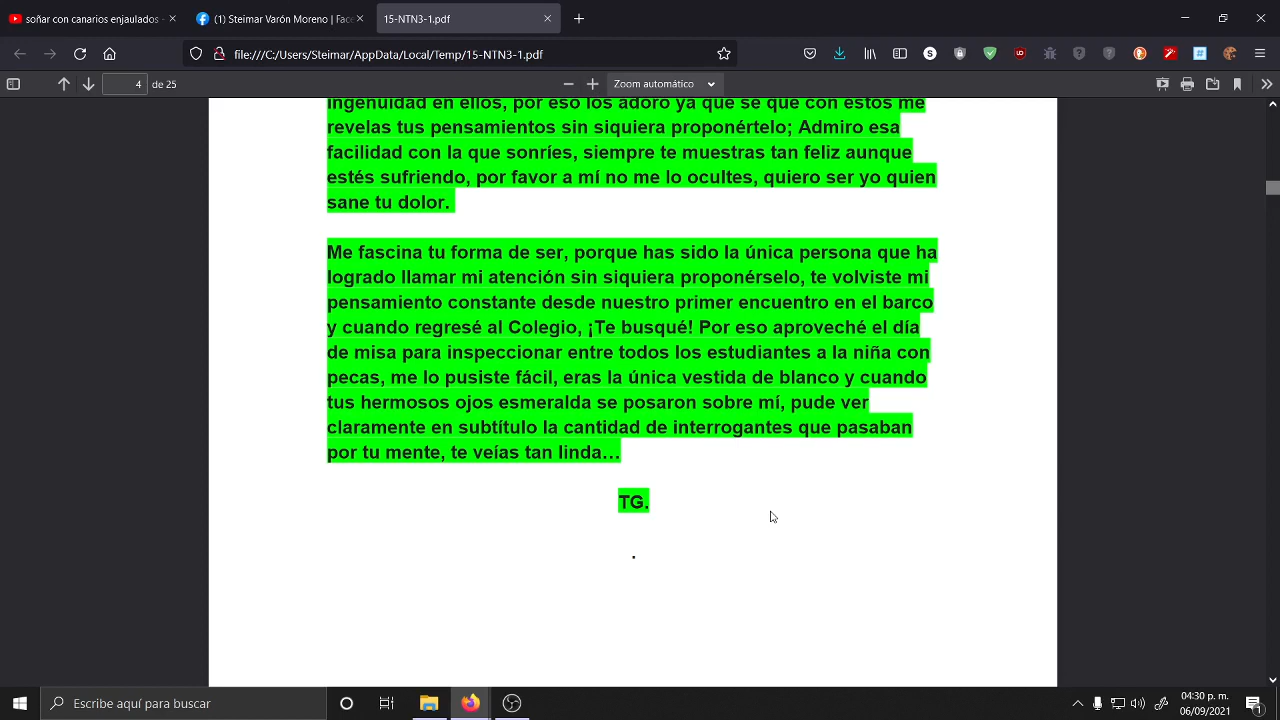 soñar con canarios enjaulados -
(1) Steimar Varón Moreno | Face
15-NTN3-1.pdf
file:///C:/Users/Steimar/AppData/Local/Temp/15-NTN3-1.pdf
4 de 25
Zoom automático
ingenuidad en ellos, por eso los adoro ya que sé que con estos me
revelas tus pensamientos sin siquiera proponértelo; Admiro esa
facilidad con la que sonríes, siempre te muestras tan feliz aunque
estés sufriendo, por favor a mí no me lo ocultes, quiero ser yo quien
sane tu dolor.
Me fascina tu forma de ser, porque has sido la única persona que ha
logrado llamar mi atención sin siquiera proponérselo, te volviste mi
pensamiento constante desde nuestro primer encuentro en el barco
y cuando regresé al Colegio, ¡Te busqué! Por eso aproveché el día
de misa para inspeccionar entre todos los estudiantes a la niña con
pecas, me lo pusiste fácil, eras la única vestida de blanco y cuando
tus hermosos ojos esmeralda se posaron sobre mí, pude ver
claramente en subtítulo la cantidad de interrogantes que pasaban
por tu mente, te veías tan linda…
TG.
.
Escribe aquí para buscar
04:30 p. m.
06/09/2021